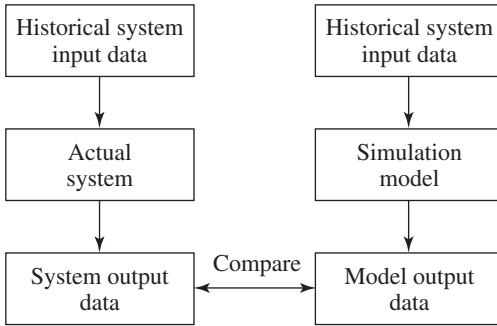 Historical system
input data
Historical system
input data
Actual
system
Simulation
model
System output
data
Compare
Model output
data